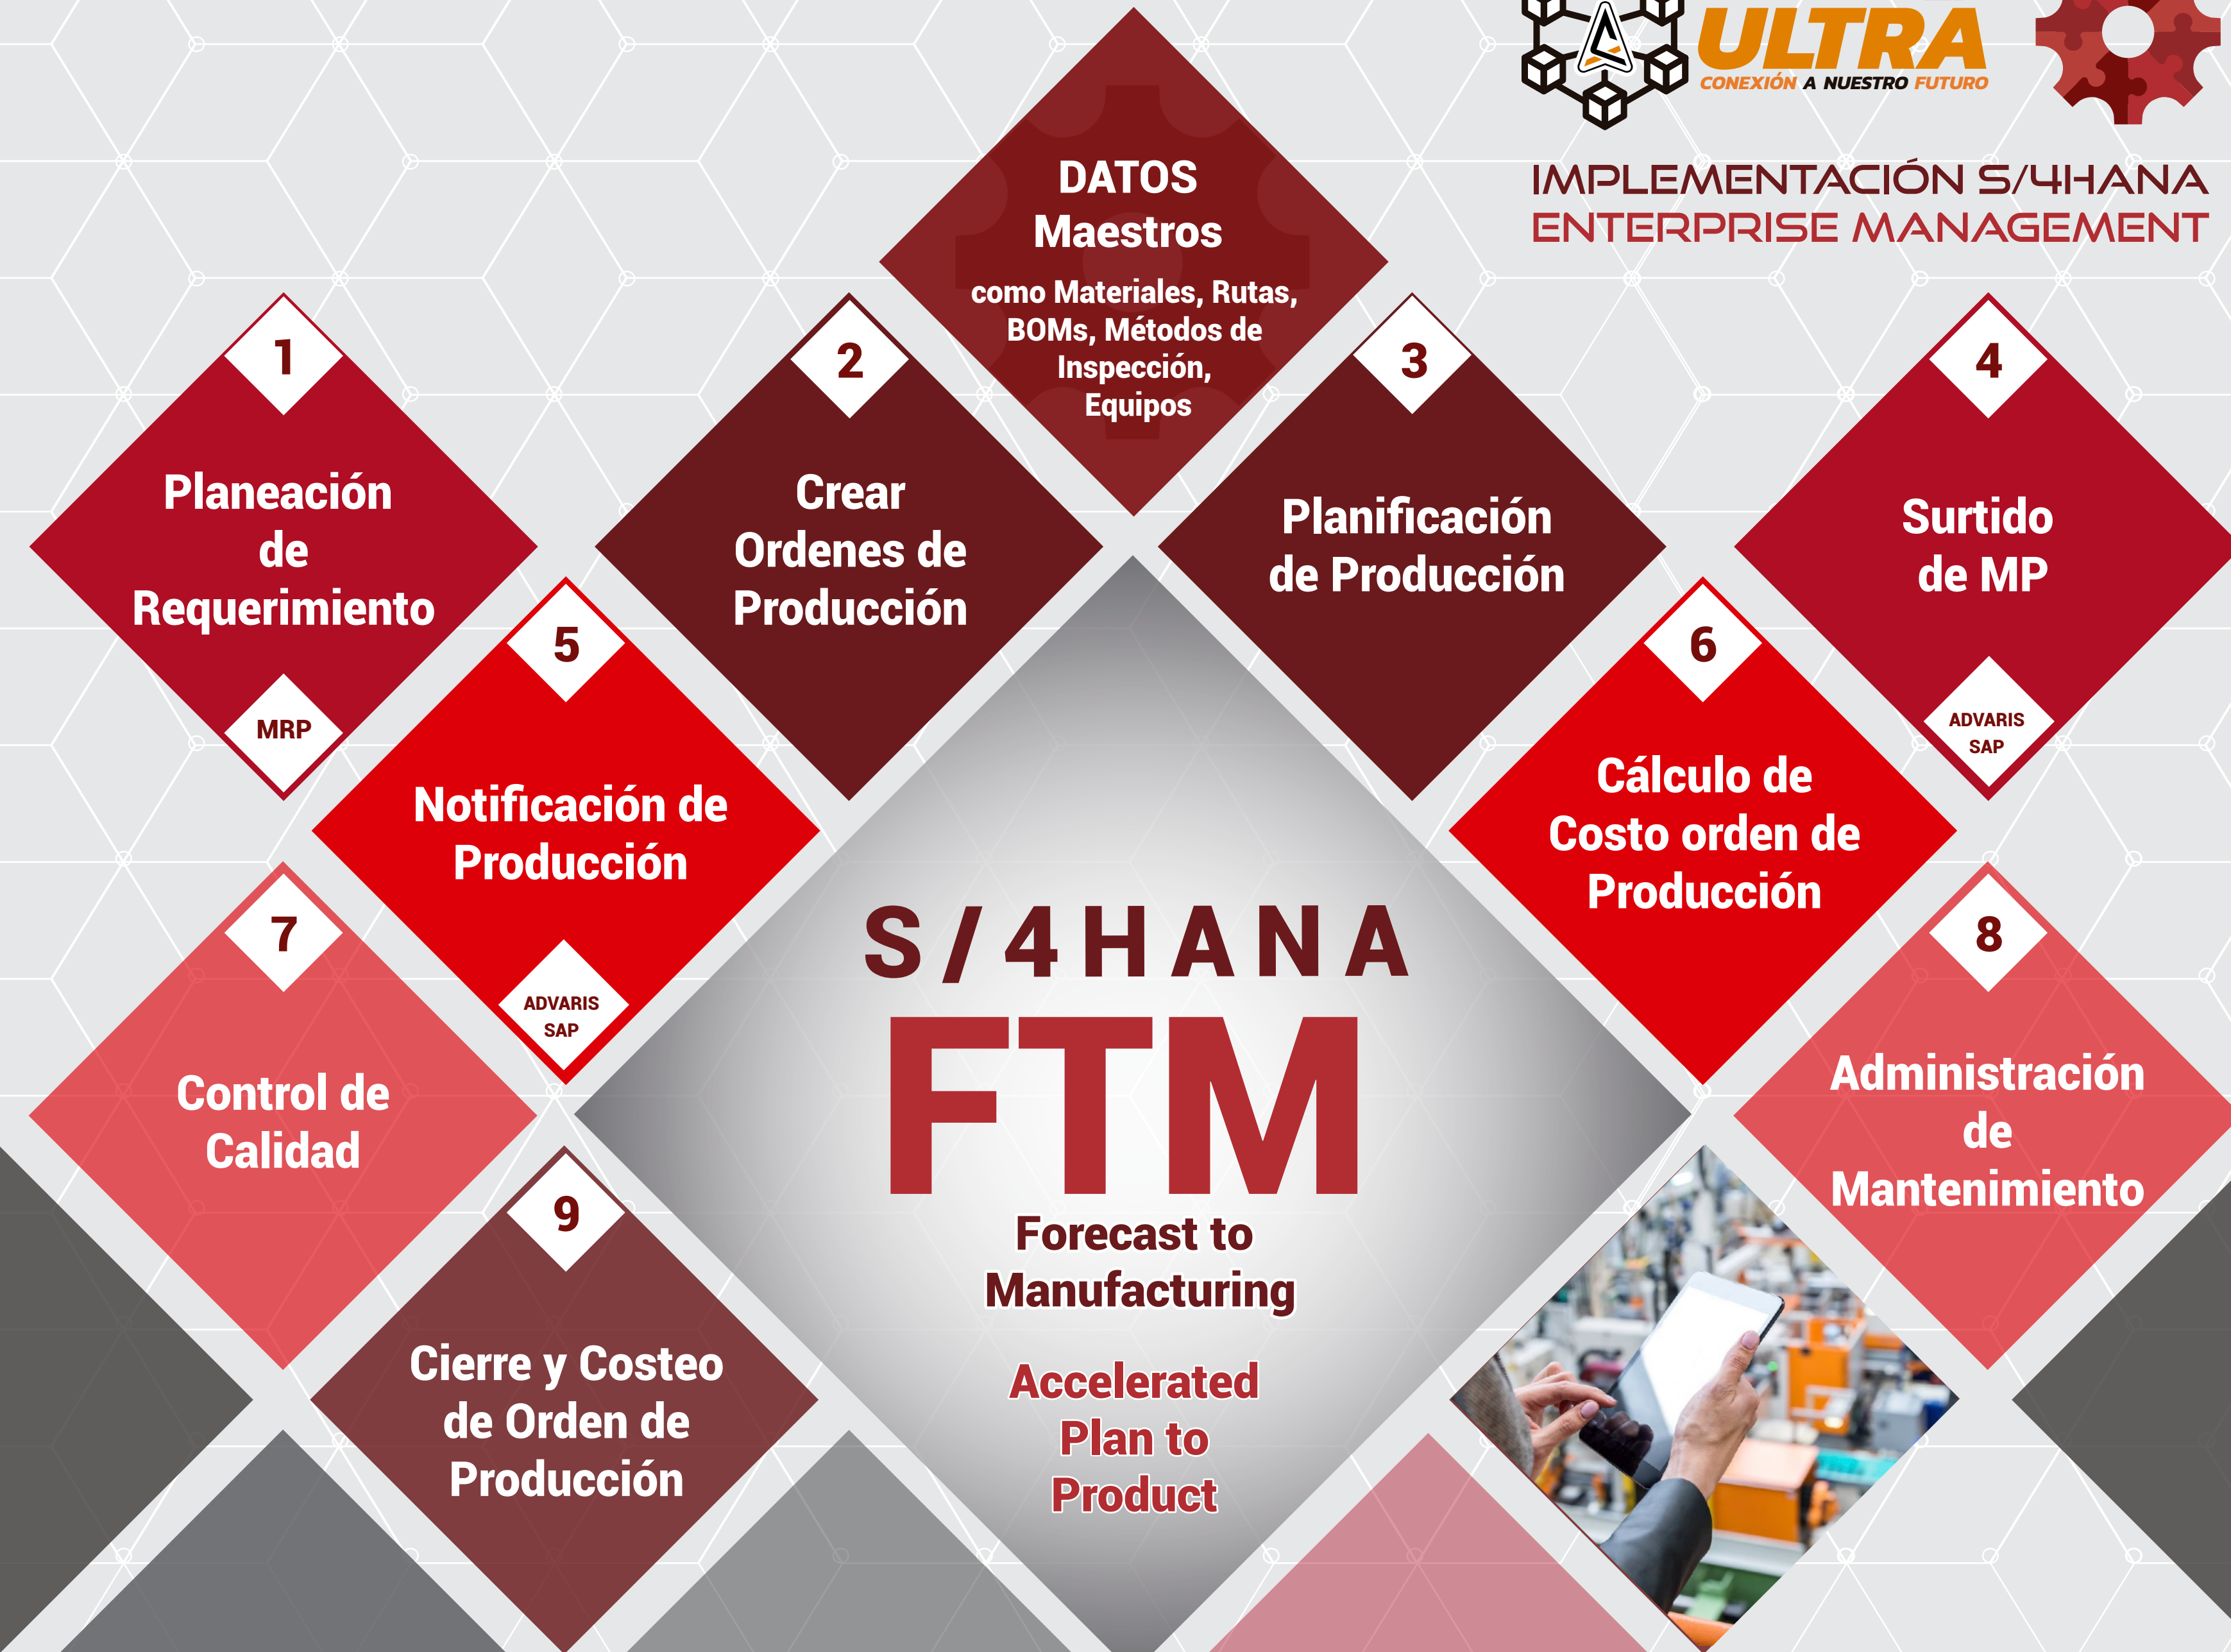 ULTRA
CONEXIÓN A NUESTRO FUTURO
IMPLEMENTACIÓN S/4HANA
ENTERPRISE MANAGEMENT
DATOS
Maestros
como Materiales, Rutas,
BOMs, Métodos de
Inspección,
Equipos
1
Planeación
de
Requerimiento
MRP
2
Crear
Ordenes de
Producción
3
Planificación
de Producción
4
Surtido
de MP
ADVARIS
SAP
5
Notificación de
Producción
ADVARIS
SAP
6
Cálculo de
Costo orden de
Producción
7
Control de
Calidad
8
Administración
de
Mantenimiento
9
Cierre y Costeo
de Orden de
Producción
S/4HANA
FTM
Forecast to
Manufacturing
Accelerated
Plan to
Product